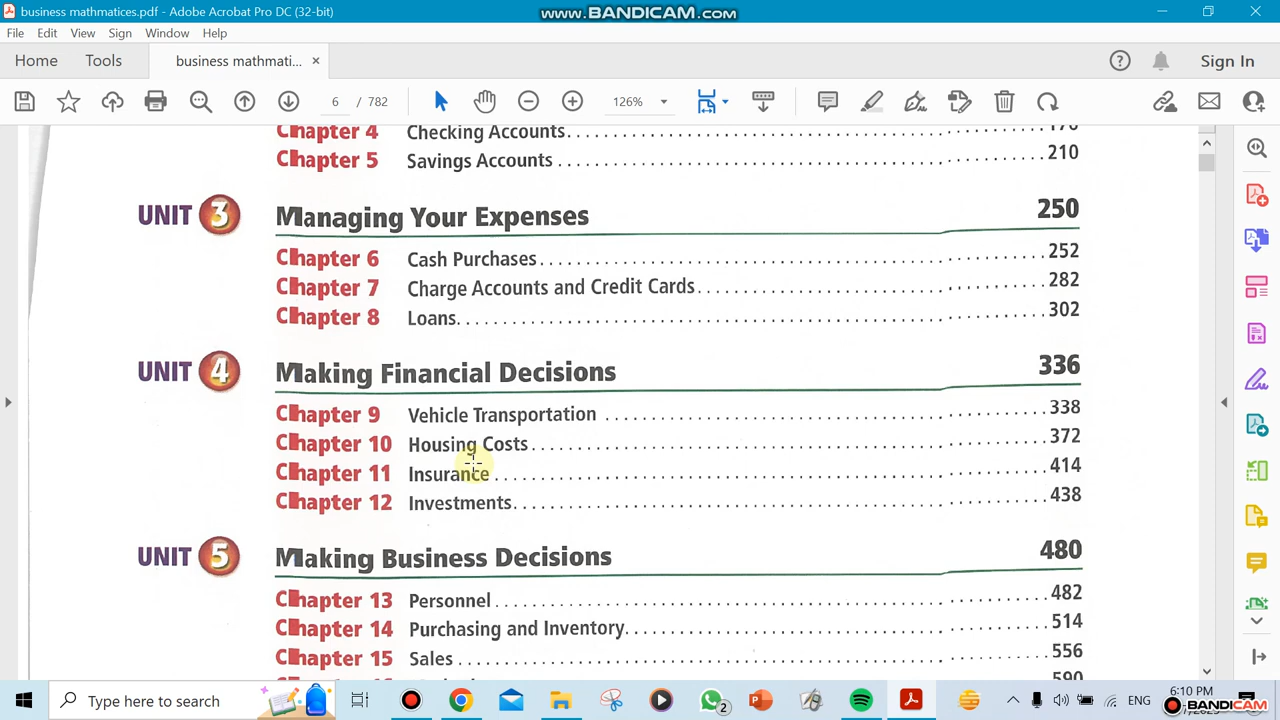 business mathmatices.pdf - Adobe Acrobat Pro DC (32-bit)
www.BANDICAM.com
File Edit View Sign Window Help
Home Tools business mathmati... × Sign In
6 / 782 126%
Chapter 4 Checking Accounts
Chapter 5 Savings Accounts 210
UNIT 3 Managing Your Expenses 250
Chapter 6 Cash Purchases 252
Chapter 7 Charge Accounts and Credit Cards 282
Chapter 8 Loans 302
UNIT 4 Making Financial Decisions 336
Chapter 9 Vehicle Transportation 338
Chapter 10 Housing Costs 372
Chapter 11 Insurance 414
Chapter 12 Investments 438
UNIT 5 Making Business Decisions 480
Chapter 13 Personnel 482
Chapter 14 Purchasing and Inventory 514
Chapter 15 Sales 556
Type here to search 2 ENG 6:10 PM
BANDICAM